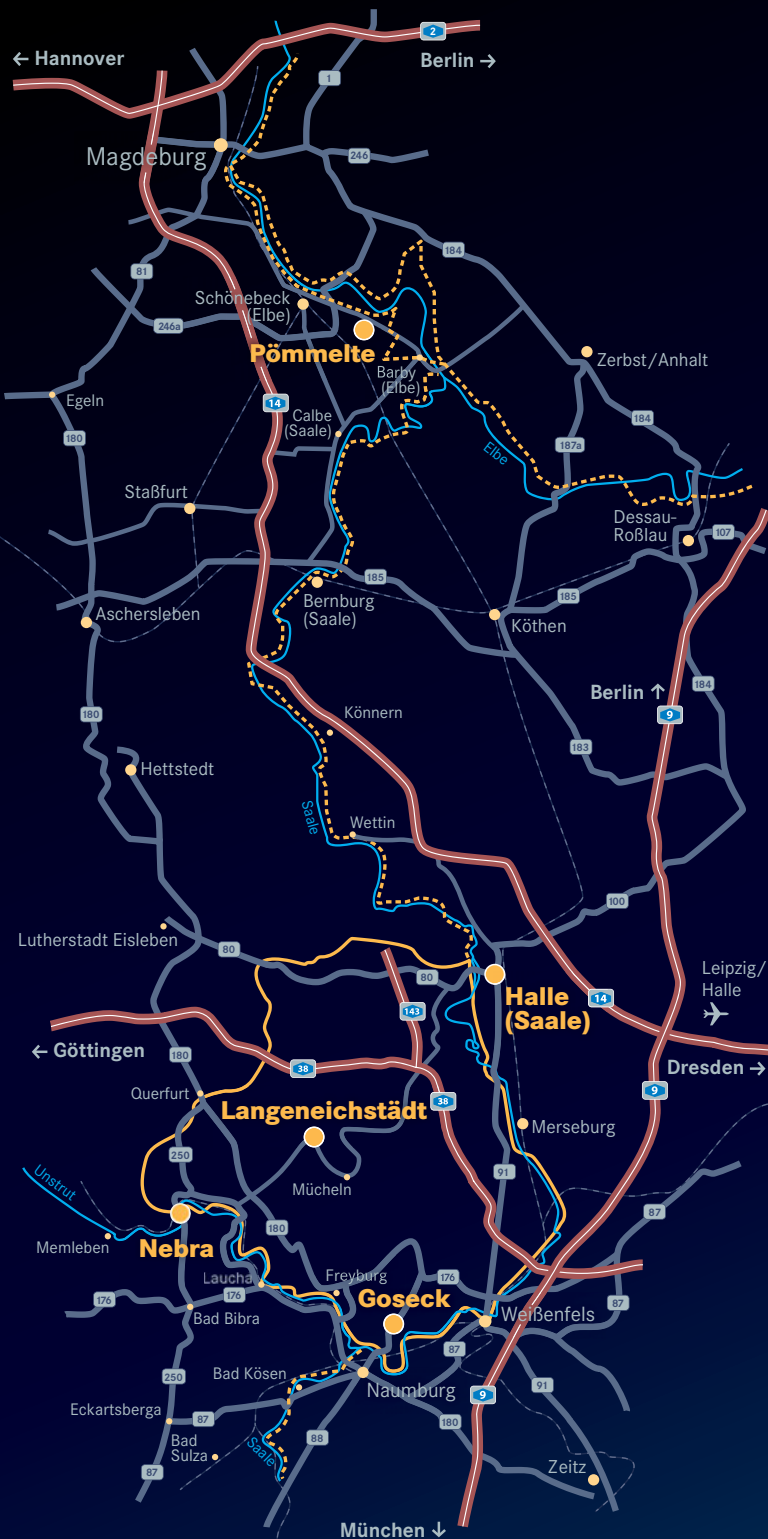 2
← Hannover
Berlin →
1
Magdeburg
246
184
81
Schönebeck
(Elbe)
246a
Pömmelte
Zerbst/Anhalt
Barby
(Elbe)
Egeln
14
Calbe
(Saale)
184
180
187a
Elbe
Staßfurt
Dessau-
Roßlau
107
185
Bernburg
(Saale)
185
Aschersleben
Köthen
Berlin ↑
184
180
9
Könnern
183
Hettstedt
Saale
Wettin
100
Lutherstadt Eisleben
80
80
Leipzig/
Halle
Halle
(Saale)
14
143
← Göttingen
180
38
Dresden →
9
Querfurt
38
Langeneichstädt
Merseburg
250
91
Mücheln
Unstrut
87
Memleben
Nebra
180
Laucha
Freyburg
176
176
176
Goseck
87
Bad Bibra
Weißenfels
87
250
Bad Kösen
91
Naumburg
9
Eckartsberga
87
180
88
Bad
Sulza
Saale
87
Zeitz
München ↓